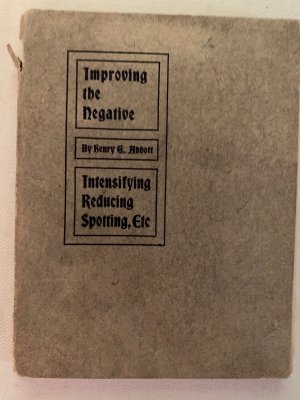 Improving
the
Negative
By Henry G. Abbott
Intensifying
Reducing
Spotting, Etc